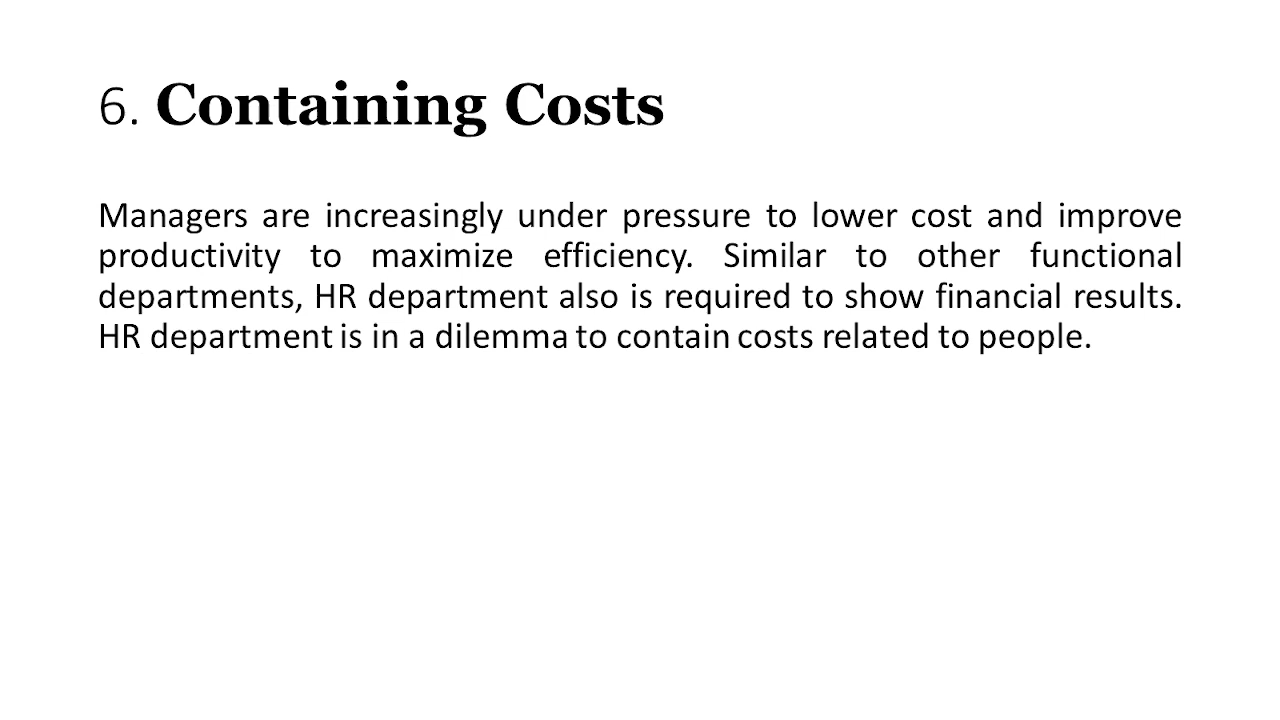 6. Containing Costs
Managers are increasingly under pressure to lower cost and improve
productivity to maximize efficiency. Similar to other functional
departments, HR department also is required to show financial results.
HR department is in a dilemma to contain costs related to people.